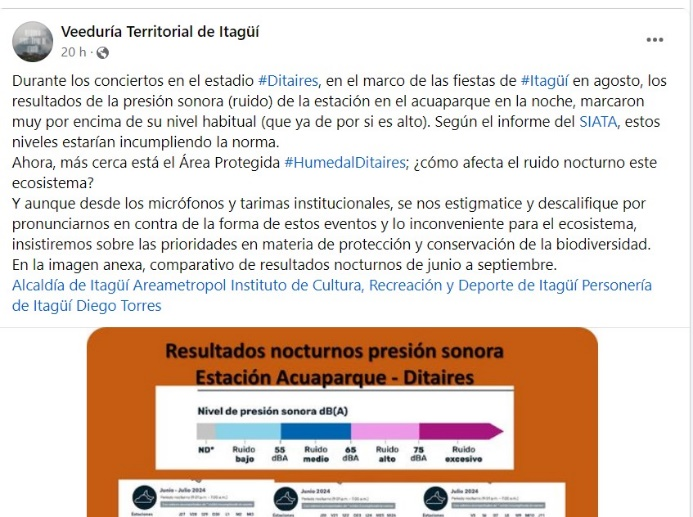 Veeduría Territorial de Itagüí
20 h ·
Durante los conciertos en el estadio #Ditaires, en el marco de las fiestas de #Itagüí en agosto, los
resultados de la presión sonora (ruido) de la estación en el acuaparque en la noche, marcaron
muy por encima de su nivel habitual (que ya de por si es alto). Según el informe del SIATA, estos
niveles estarían incumpliendo la norma.
Ahora, más cerca está el Área Protegida #HumedalDitaires; ¿cómo afecta el ruido nocturno este
ecosistema?
Y aunque desde los micrófonos y tarimas institucionales, se nos estigmatice y descalifique por
pronunciarnos en contra de la forma de estos eventos y lo inconveniente para el ecosistema,
insistiremos sobre las prioridades en materia de protección y conservación de la biodiversidad.
En la imagen anexa, comparativo de resultados nocturnos de junio a septiembre.
Alcaldía de Itagüí Areametropol Instituto de Cultura, Recreación y Deporte de Itagüí Personería
de Itagüí Diego Torres
Resultados nocturnos presión sonora
Estación Acuaparque - Ditaires
Nivel de presión sonora dB(A)
ND* Ruido bajo 55 dBA Ruido medio 65 dBA Ruido alto 75 dBA Ruido excesivo
Junio - Julio 2024 Junio 2024 Julio 2024
Estaciones Estaciones Estaciones